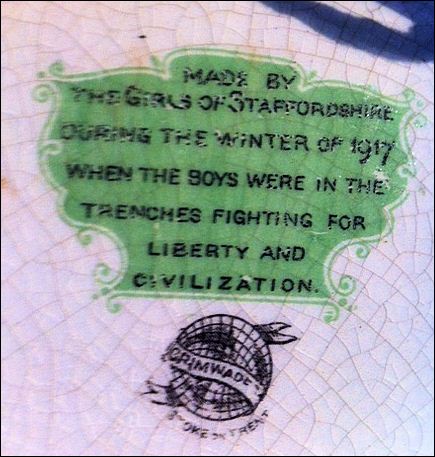 MADE BY
THE GIRLS OF STAFFORDSHIRE
DURING THE WINTER OF 1917
WHEN THE BOYS WERE IN THE
TRENCHES FIGHTING FOR
LIBERTY AND
CIVILIZATION.
GRIMWADES
STOKE ON TRENT